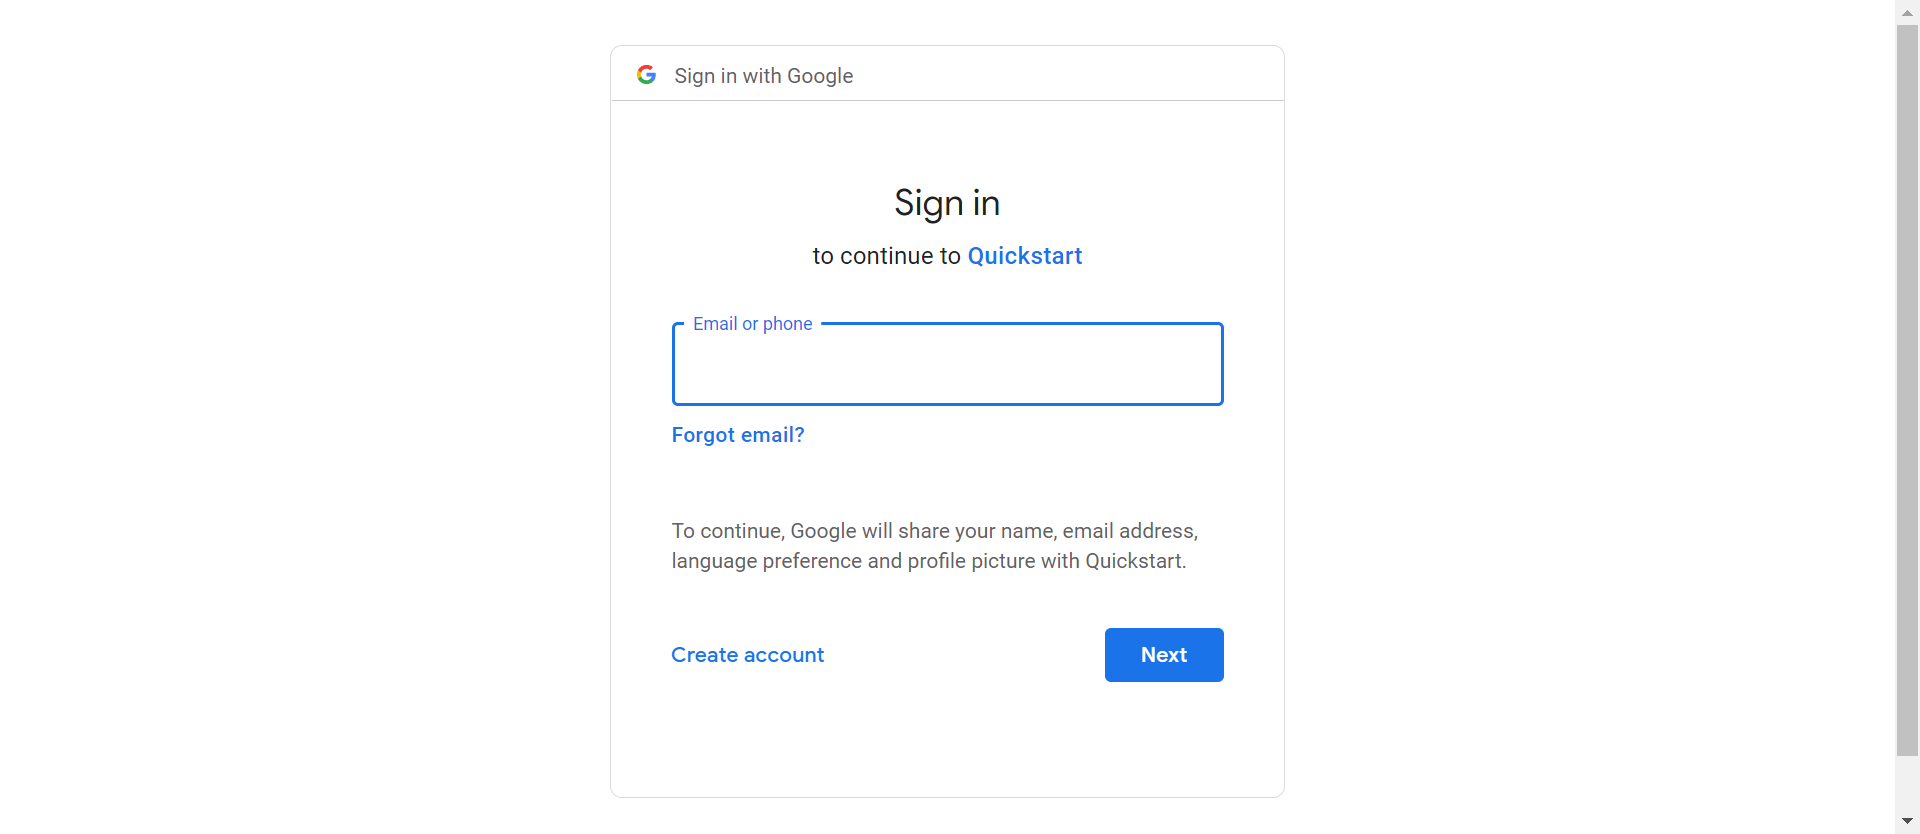 Sign in with Google
Sign in
to continue to Quickstart
Email or phone
Forgot email?
To continue, Google will share your name, email address,
language preference and profile picture with Quickstart.
Create account
Next